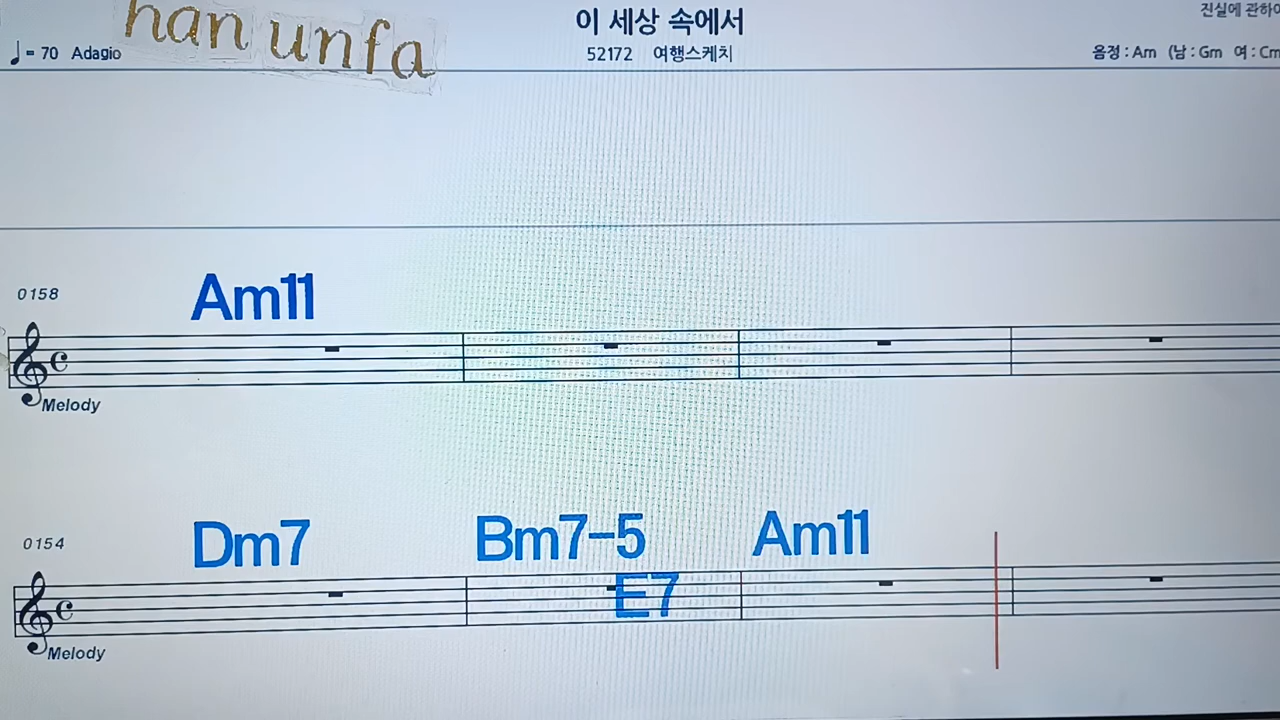 han unfa
이 세상 속에서
진실에 관하여
♩= 70 Adagio
52172 여행스케치
음정 : Am (남 : Gm 여 : Cm
0158
Am11
Melody
0154
Dm7
Bm7-5
E7
Am11
Melody